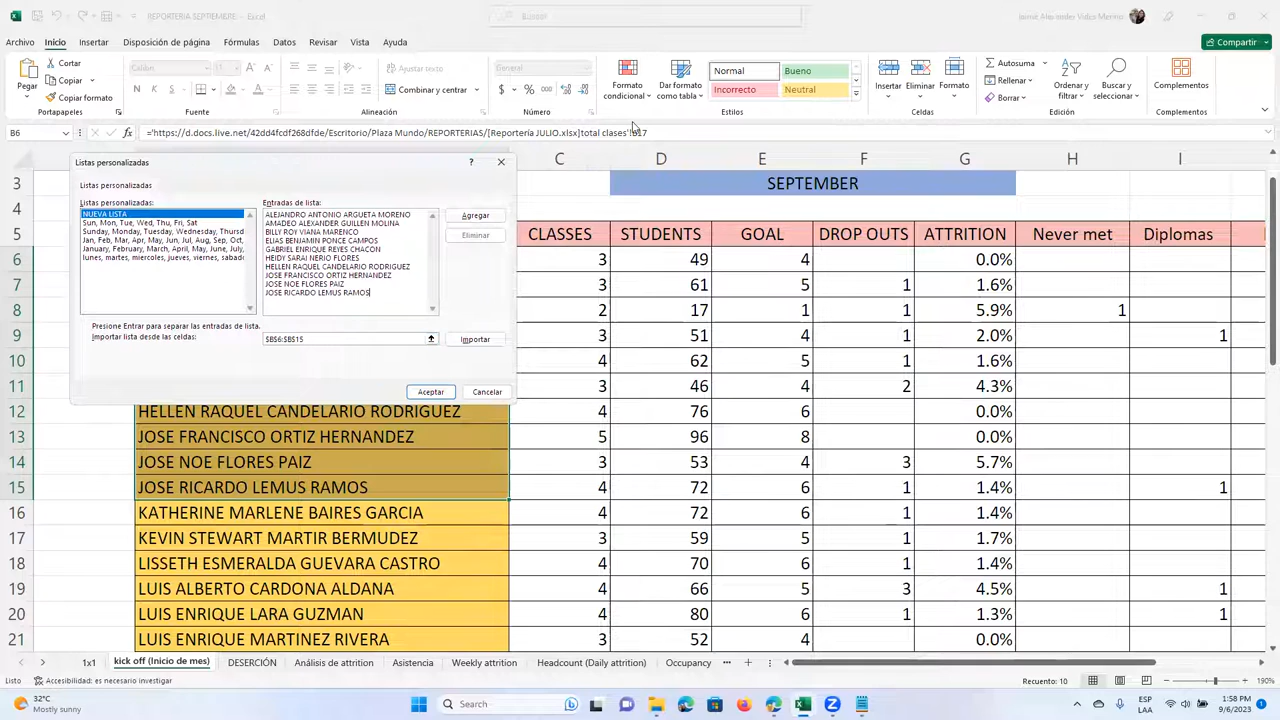 REPORTERIA SEPTEMBRE - Excel
Buscar
Jaime Alexander Vides Merino
Archivo Inicio Insertar Disposición de página Fórmulas Datos Revisar Vista Ayuda
Compartir
Pegar
Cortar
Copiar
Copiar formato
Portapapeles
Calibri
N K S
Fuente
Ajustar texto
Combinar y centrar
Alineación
General
$ % 000
Número
Formato condicional
Dar formato como tabla
Normal Bueno
Incorrecto Neutral
Estilos
Insertar Eliminar Formato
Celdas
Autosuma
Rellenar
Borrar
Ordenar y filtrar
Buscar y seleccionar
Edición
Complementos
Complementos
B6
Listas personalizadas
? ×
Listas personalizadas
Listas personalizadas: Entradas de lista:
NUEVA LISTA
Sun, Mon, Tue, Wed, Thu, Fri, Sat
Sunday, Monday, Tuesday, Wednesday, Thursd
Jan, Feb, Mar, Apr, May, Jun, Jul, Aug, Sep, Oct,
January, February, March, April, May, June, July,
lunes, martes, miercoles, jueves, viernes, sabado
ALEJANDRO ANTONIO ARGUETA MORENO
AMADEO ALEXANDER GUILLEN MOLINA
BILLY ROY VIANA MARENCO
ELIAS BENJAMIN PONCE CAMPOS
GABRIEL ENRIQUE REYES CHACON
HEIDY SARAI NERIO FLORES
HELLEN RAQUEL CANDELARIO RODRIGUEZ
JOSE FRANCISCO ORTIZ HERNANDEZ
JOSE NOE FLORES PAIZ
JOSE RICARDO LEMUS RAMOS
Agregar
Eliminar
Presione Entrar para separar las entradas de lista.
Importar lista desde las celdas: $B$6:$B$15 Importar
Aceptar Cancelar
C D E F G H I
3 SEPTEMBER
4
5 CLASSES STUDENTS GOAL DROP OUTS ATTRITION Never met Diplomas
6 3 49 4 0.0%
7 3 61 5 1 1.6%
8 2 17 1 1 5.9% 1
9 3 51 4 1 2.0% 1
10 4 62 5 1 1.6%
11 3 46 4 2 4.3%
12 HELLEN RAQUEL CANDELARIO RODRIGUEZ 4 76 6 0.0%
13 JOSE FRANCISCO ORTIZ HERNANDEZ 5 96 8 0.0%
14 JOSE NOE FLORES PAIZ 3 53 4 3 5.7%
15 JOSE RICARDO LEMUS RAMOS 4 72 6 1 1.4% 1
16 KATHERINE MARLENE BAIRES GARCIA 4 72 6 1 1.4%
17 KEVIN STEWART MARTIR BERMUDEZ 3 59 5 1 1.7%
18 LISSETH ESMERALDA GUEVARA CASTRO 4 70 6 1 1.4%
19 LUIS ALBERTO CARDONA ALDANA 4 66 5 3 4.5% 1
20 LUIS ENRIQUE LARA GUZMAN 4 80 6 1 1.3% 1
21 LUIS ENRIQUE MARTINEZ RIVERA 3 52 4 0.0%
1x1 kick off (Inicio de mes) DESERCIÓN Análisis de attrition Asistencia Weekly attrition Headcount (Daily attrition) Occupancy
Listo Accesibilidad: es necesario investigar Recuento: 10 190%
32°C
Mostly sunny
Search
ESP
LAA
1:58 PM
9/6/2023